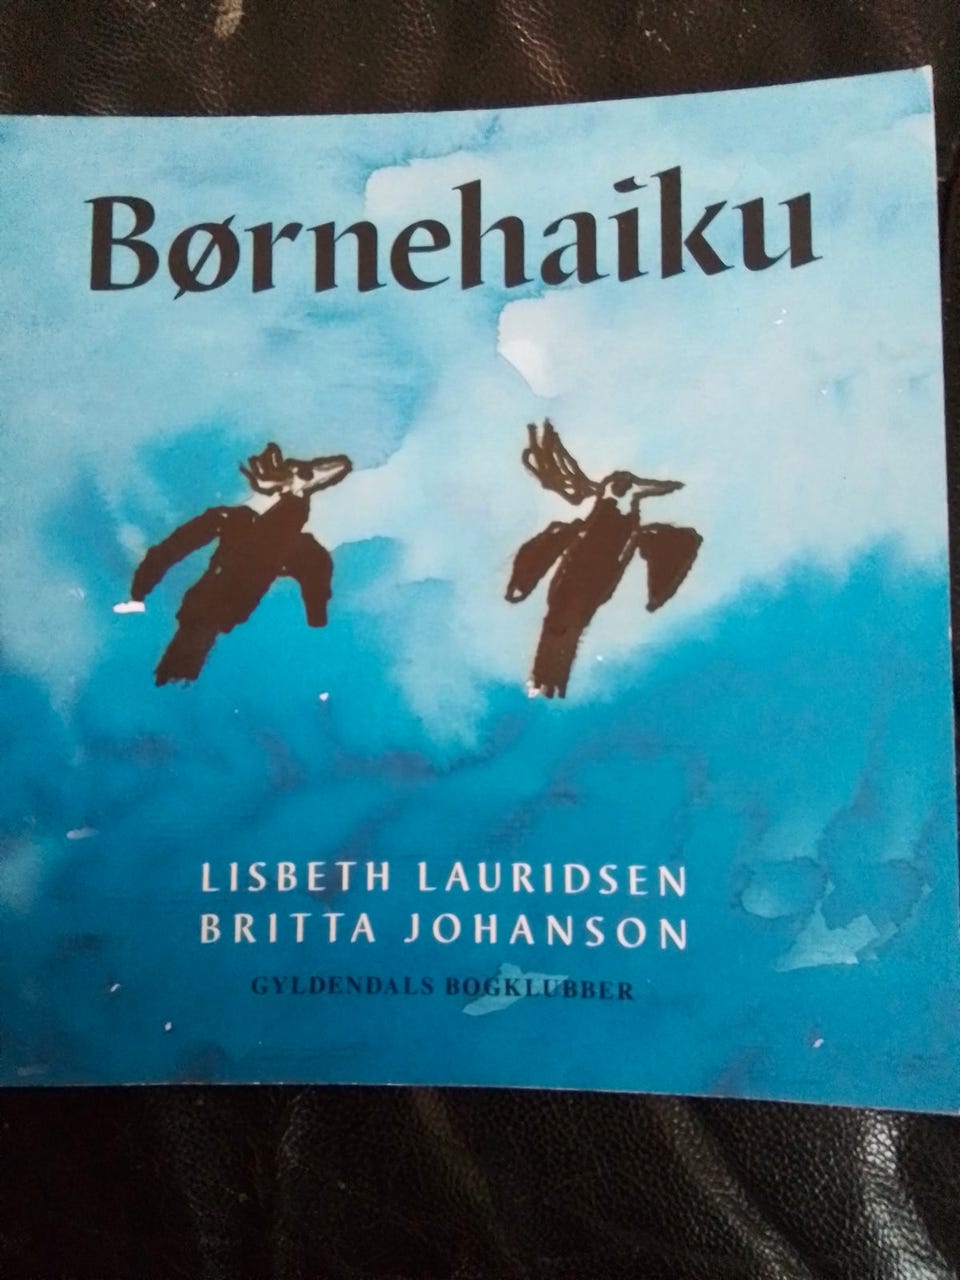 Børnehaiku
LISBETH LAURIDSEN
BRITTA JOHANSON
GYLDENDALS BOGKLUBBER